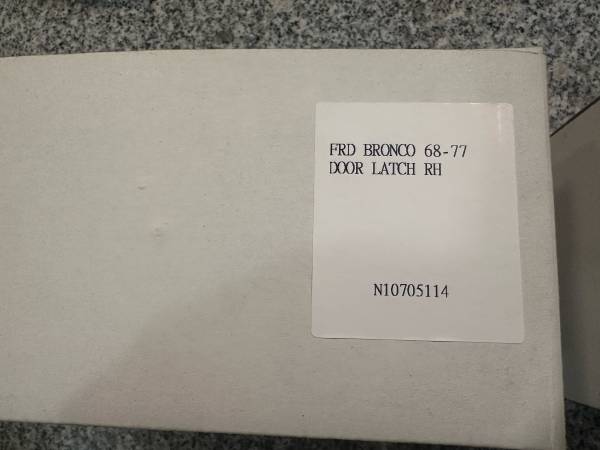 FRD BRONCO 68-77
DOOR LATCH RH
N10705114